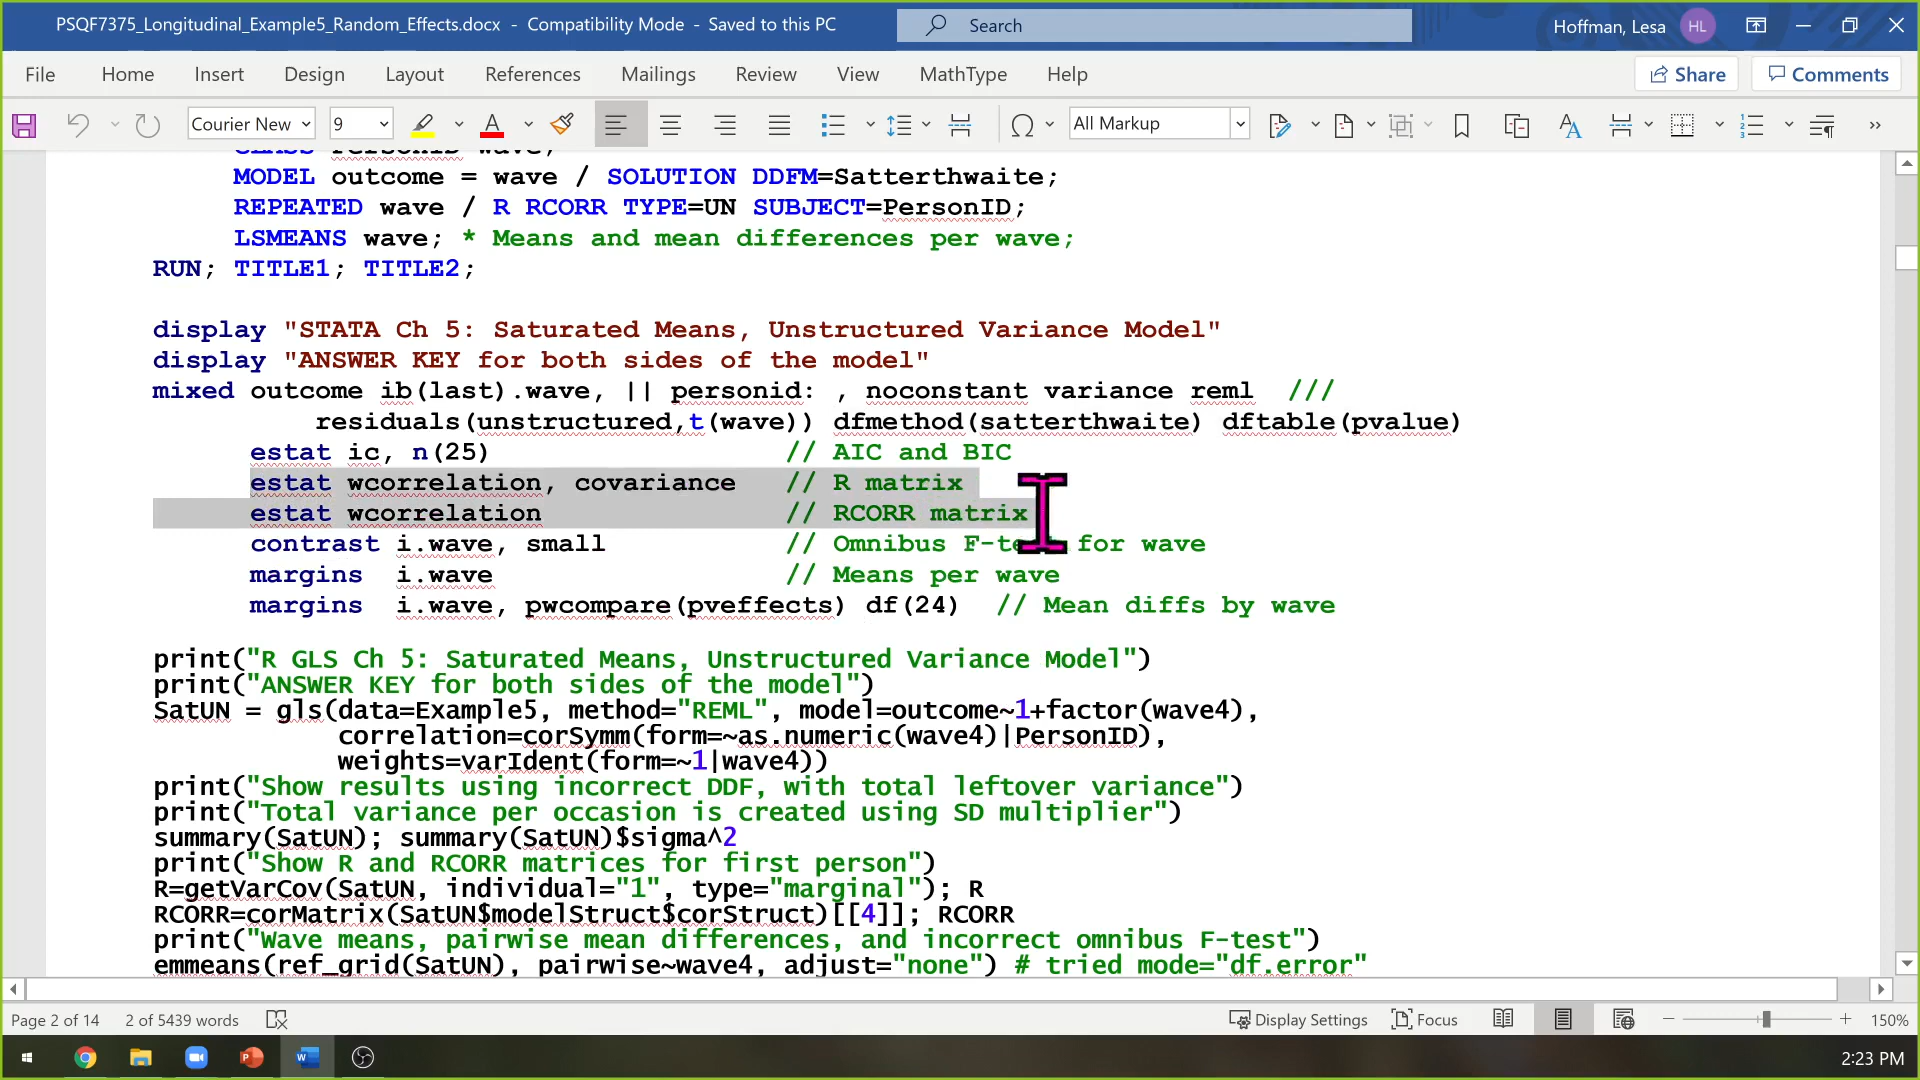 PSQF7375_Longitudinal_Example5_Random_Effects.docx - Compatibility Mode - Saved to this PC
Search
Hoffman, Lesa
HL
File Home Insert Design Layout References Mailings Review View MathType Help
Share
Comments
Courier New
9
All Markup
CLASS PersonID wave;
MODEL outcome = wave / SOLUTION DDFM=Satterthwaite;
REPEATED wave / R RCORR TYPE=UN SUBJECT=PersonID;
LSMEANS wave; * Means and mean differences per wave;
RUN; TITLE1; TITLE2;
display "STATA Ch 5: Saturated Means, Unstructured Variance Model"
display "ANSWER KEY for both sides of the model"
mixed outcome ib(last).wave, || personid: , noconstant variance reml ///
residuals(unstructured,t(wave)) dfmethod(satterthwaite) dftable(pvalue)
estat ic, n(25) // AIC and BIC
estat wcorrelation, covariance // R matrix
estat wcorrelation // RCORR matrix
contrast i.wave, small // Omnibus F-test for wave
margins i.wave // Means per wave
margins i.wave, pwcompare(pveffects) df(24) // Mean diffs by wave
print("R GLS Ch 5: Saturated Means, Unstructured Variance Model")
print("ANSWER KEY for both sides of the model")
SatUN = gls(data=Example5, method="REML", model=outcome~1+factor(wave4),
correlation=corSymm(form=~as.numeric(wave4)|PersonID),
weights=varIdent(form=~1|wave4))
print("Show results using incorrect DDF, with total leftover variance")
print("Total variance per occasion is created using SD multiplier")
summary(SatUN); summary(SatUN)$sigma^2
print("Show R and RCORR matrices for first person")
R=getVarCov(SatUN, individual="1", type="marginal"); R
RCORR=corMatrix(SatUN$modelStruct$corStruct)[[4]]; RCORR
print("Wave means, pairwise mean differences, and incorrect omnibus F-test")
emmeans(ref_grid(SatUN), pairwise~wave4, adjust="none") # tried mode="df.error"
Page 2 of 14
2 of 5439 words
Display Settings
Focus
150%
2:23 PM